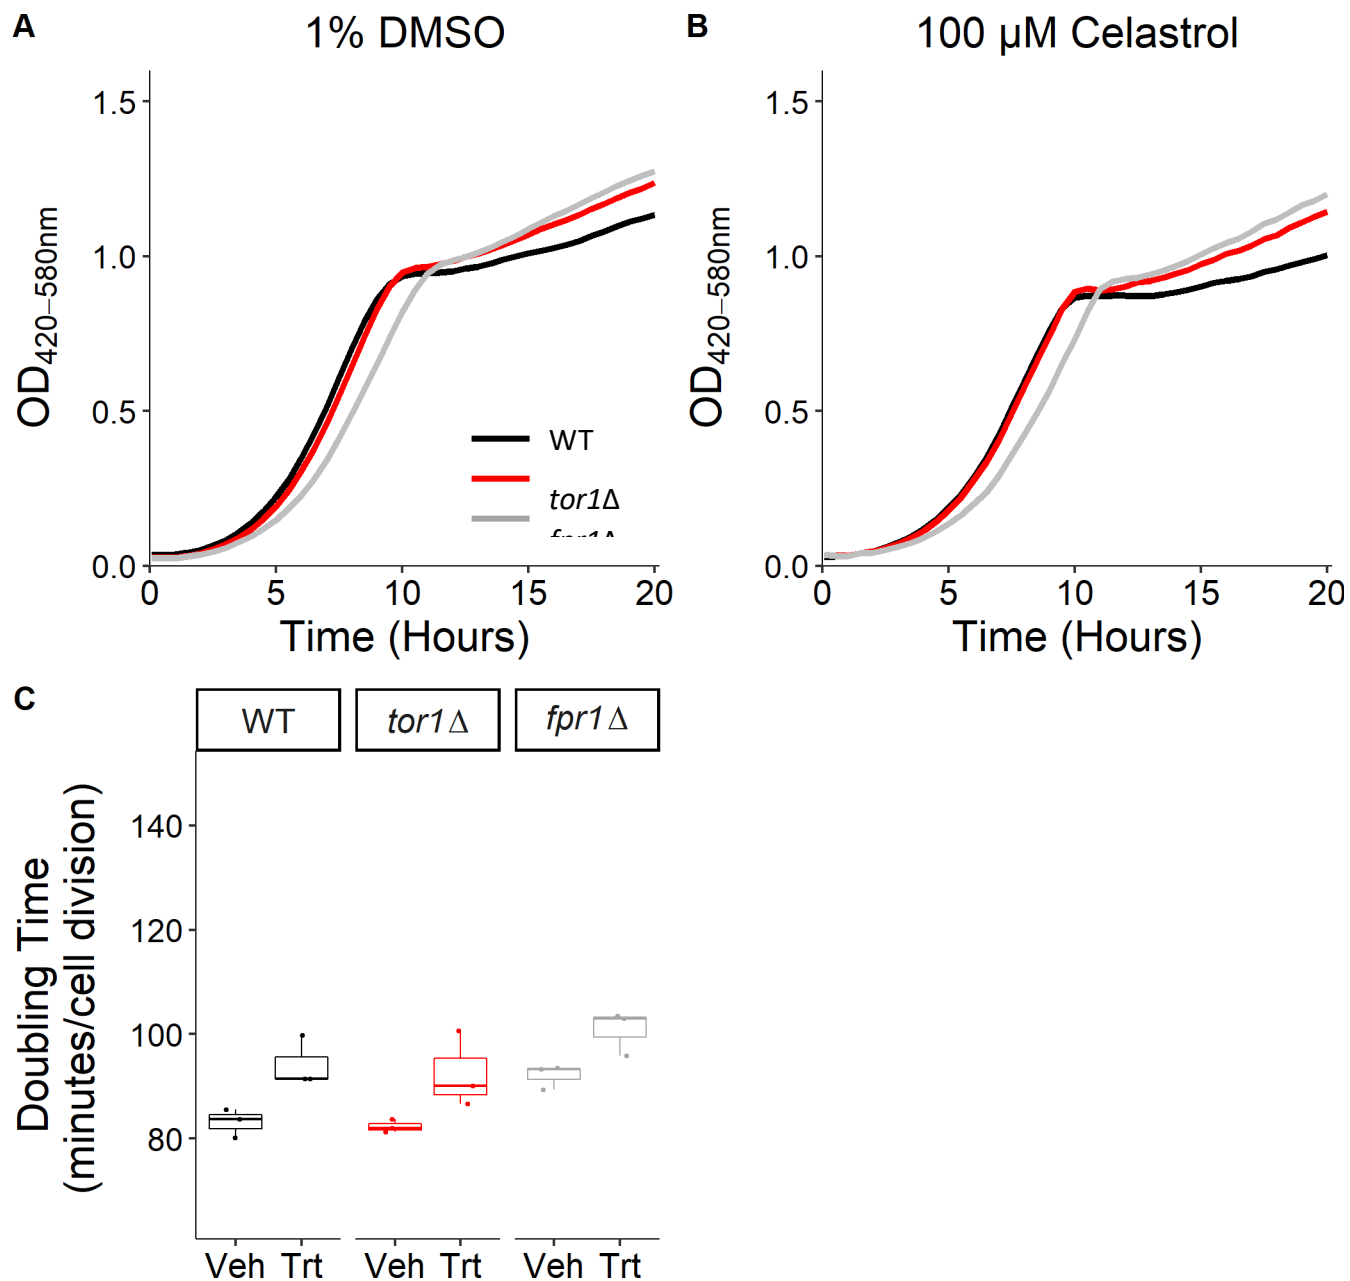 A
1% DMSO
1.5
1.0
0.5
0.0
OD420−580nm
WT
tor1Δ
fpr1Δ
0 5 10 15 20
Time (Hours)
B
100 µM Celastrol
1.5
1.0
0.5
0.0
OD420−580nm
0 5 10 15 20
Time (Hours)
C
WT
tor1Δ
fpr1Δ
Doubling Time
(minutes/cell division)
140
120
100
80
Veh Trt
Veh Trt
Veh Trt